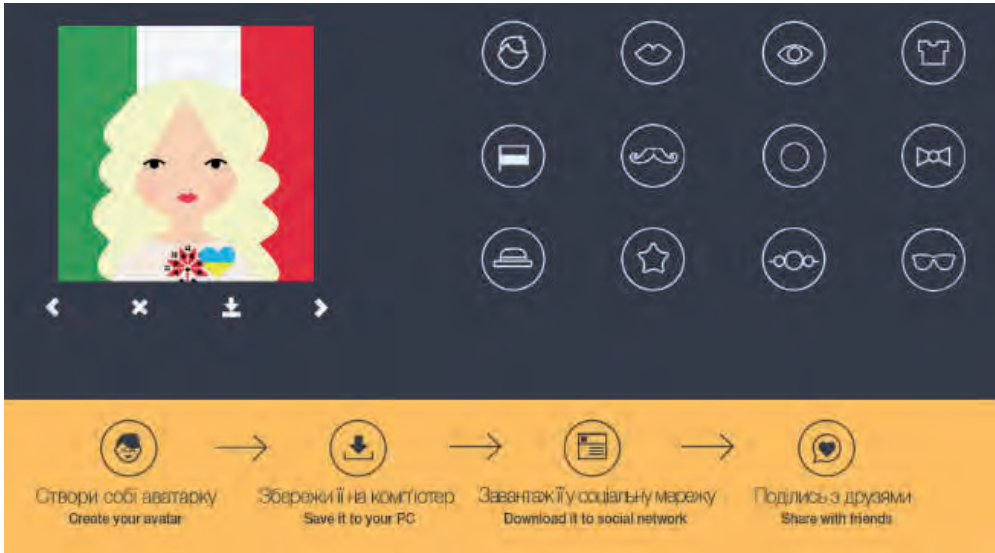 Створи собі аватарку
Create your avatar
Збережи її на комп'ютер
Save it to your PC
Завантаж її у соціальну мережу
Download it to social network
Поділись з друзями
Share with friends